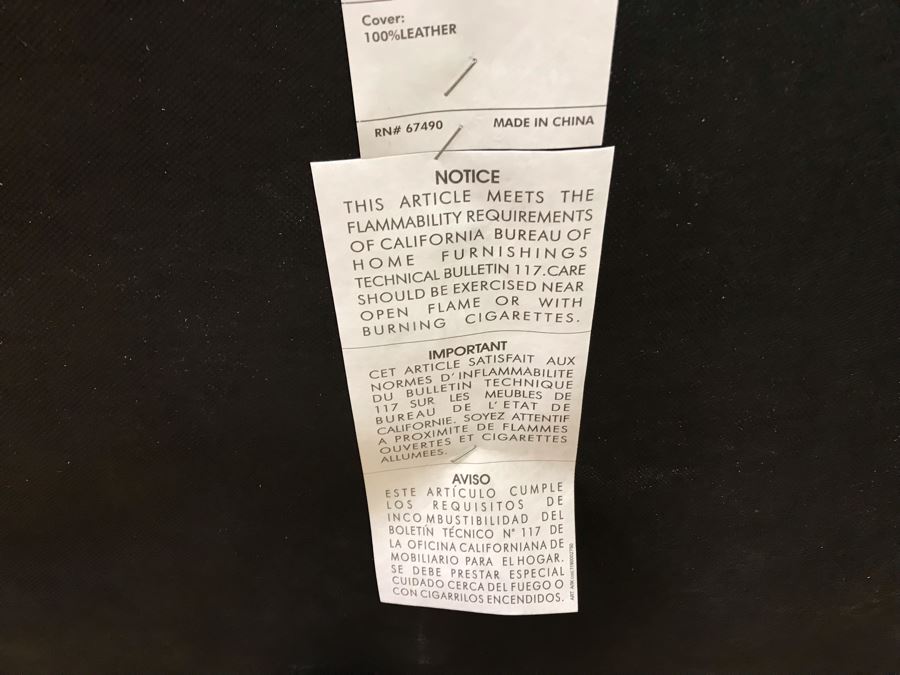 Cover:
100%LEATHER
RN# 67490 MADE IN CHINA
NOTICE
THIS ARTICLE MEETS THE
FLAMMABILITY REQUIREMENTS
OF CALIFORNIA BUREAU OF
HOME FURNISHINGS
TECHNICAL BULLETIN 117.CARE
SHOULD BE EXERCISED NEAR
OPEN FLAME OR WITH
BURNING CIGARETTES.
IMPORTANT
CET ARTICLE SATISFAIT AUX
NORMES D'INFLAMMABILITE
DU BULLETIN TECHNIQUE
117 SUR LES MEUBLES DE
BUREAU DE L'ETAT DE
CALIFORNIE. SOYEZ ATTENTIF
A PROXIMITE DE FLAMMES
OUVERTES ET CIGARETTES
ALLUMEES.
AVISO
ESTE ARTÍCULO CUMPLE
LOS REQUISITOS DE
INCOMBUSTIBILIDAD DEL
BOLETÍN TÉCNICO N° 117 DE
LA OFICINA CALIFORNIANA DE
MOBILIARIO PARA EL HOGAR.
SE DEBE PRESTAR ESPECIAL
CUIDADO CERCA DEL FUEGO O
CON CIGARRILOS ENCENDIDOS.